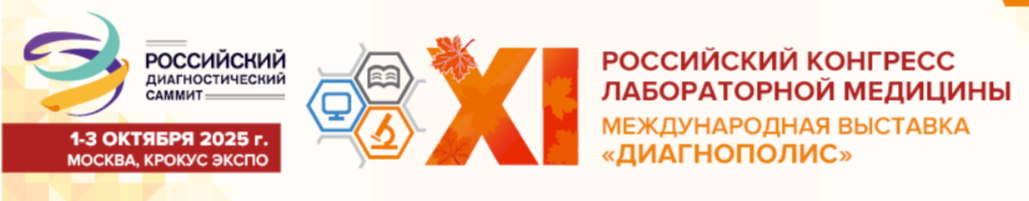 РОССИЙСКИЙ
ДИАГНОСТИЧЕСКИЙ
САММИТ
1-3 ОКТЯБРЯ 2025 г.
МОСКВА, КРОКУС ЭКСПО
XI
РОССИЙСКИЙ КОНГРЕСС
ЛАБОРАТОРНОЙ МЕДИЦИНЫ
МЕЖДУНАРОДНАЯ ВЫСТАВКА
«ДИАГНОПОЛИС»